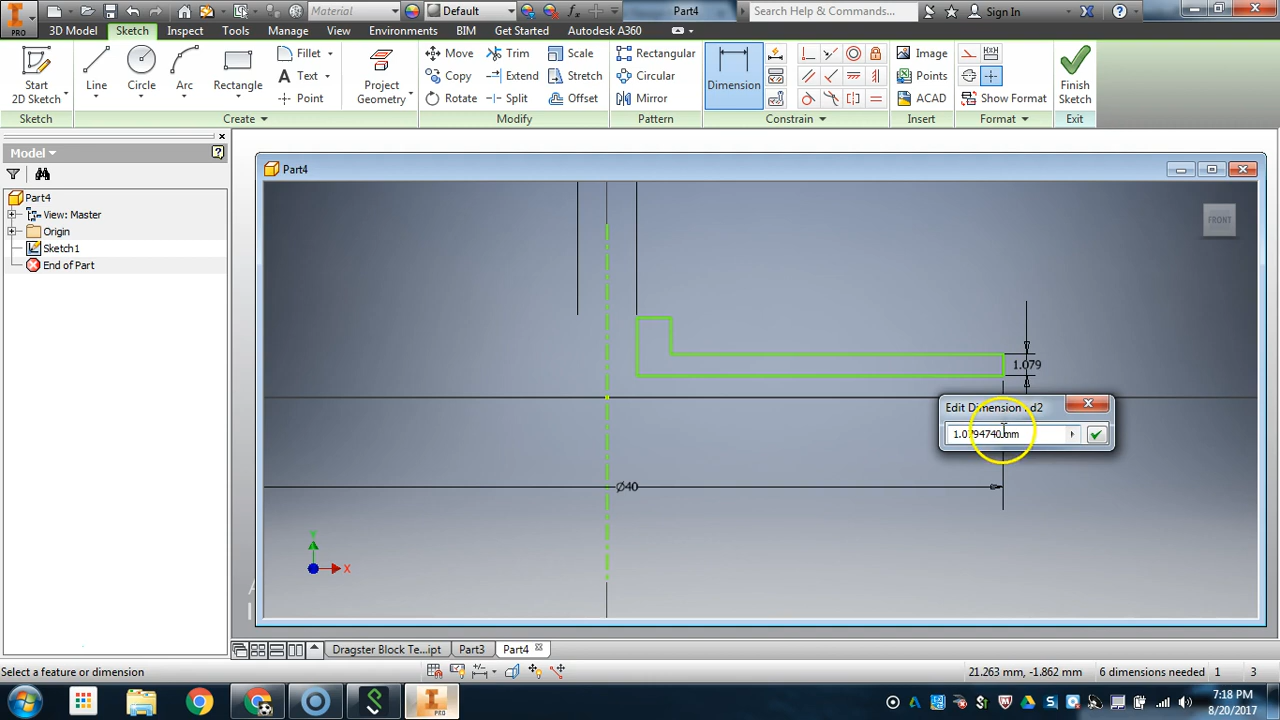 Material
Default
Part4
Search Help & Commands...
Sign In
PRO
3D Model Sketch Inspect Tools Manage View Environments BIM Get Started Autodesk A360
Start
2D Sketch
Line
Circle
Arc
Rectangle
Fillet
Text
Point
Project
Geometry
Move
Copy
Rotate
Trim
Extend
Split
Scale
Stretch
Offset
Rectangular
Circular
Mirror
Dimension
Image
Points
ACAD
Show Format
Finish
Sketch
Sketch Create Modify Pattern Constrain Insert Format Exit
Model
Part4
View: Master
Origin
Sketch1
End of Part
Part4
FRONT
1.079
Edit Dimension : d2
mm
Ø40
Y
X
Dragster Block Te...ipt Part3 Part4
Select a feature or dimension
21.263 mm, -1.862 mm 6 dimensions needed 1 3
PRO
7:18 PM
8/20/2017